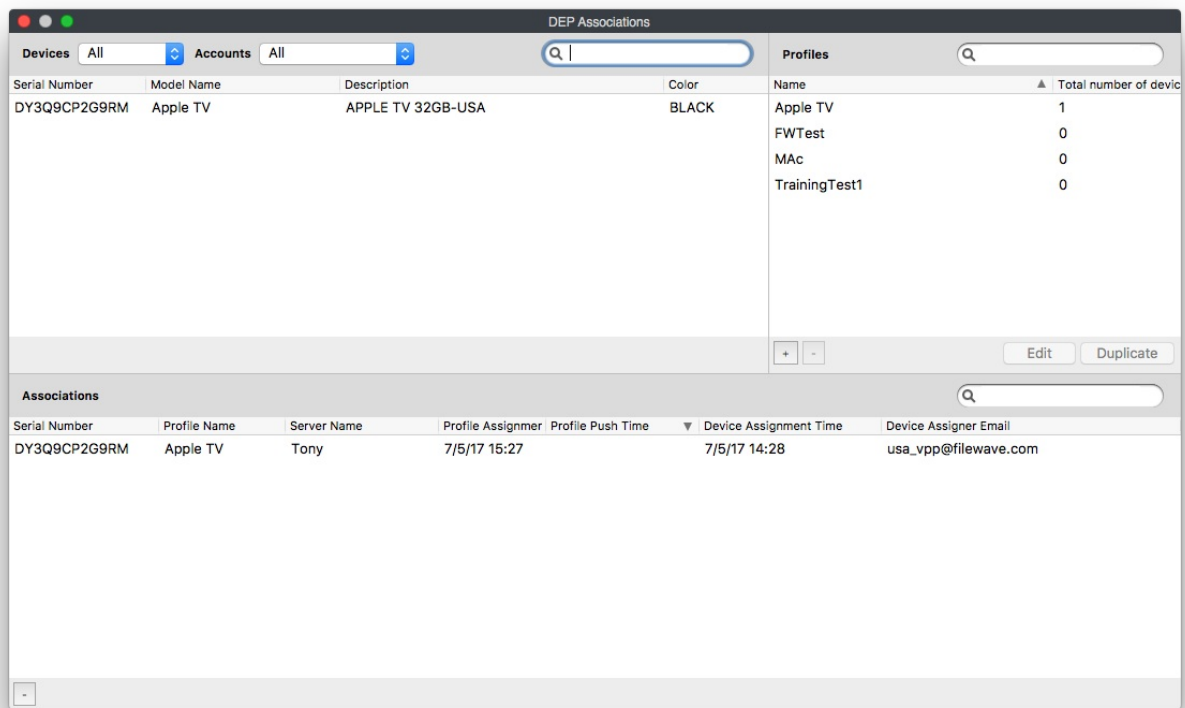 DEP Associations
Devices All Accounts All Profiles
Serial Number Model Name Description Color
DY3Q9CP2G9RM Apple TV APPLE TV 32GB-USA BLACK
Name Total number of devic
Apple TV 1
FWTest 0
MAc 0
TrainingTest1 0
+ - Edit Duplicate
Associations
Serial Number Profile Name Server Name Profile Assignmer Profile Push Time Device Assignment Time Device Assigner Email
DY3Q9CP2G9RM Apple TV Tony 7/5/17 15:27 7/5/17 14:28 usa_vpp@filewave.com
-